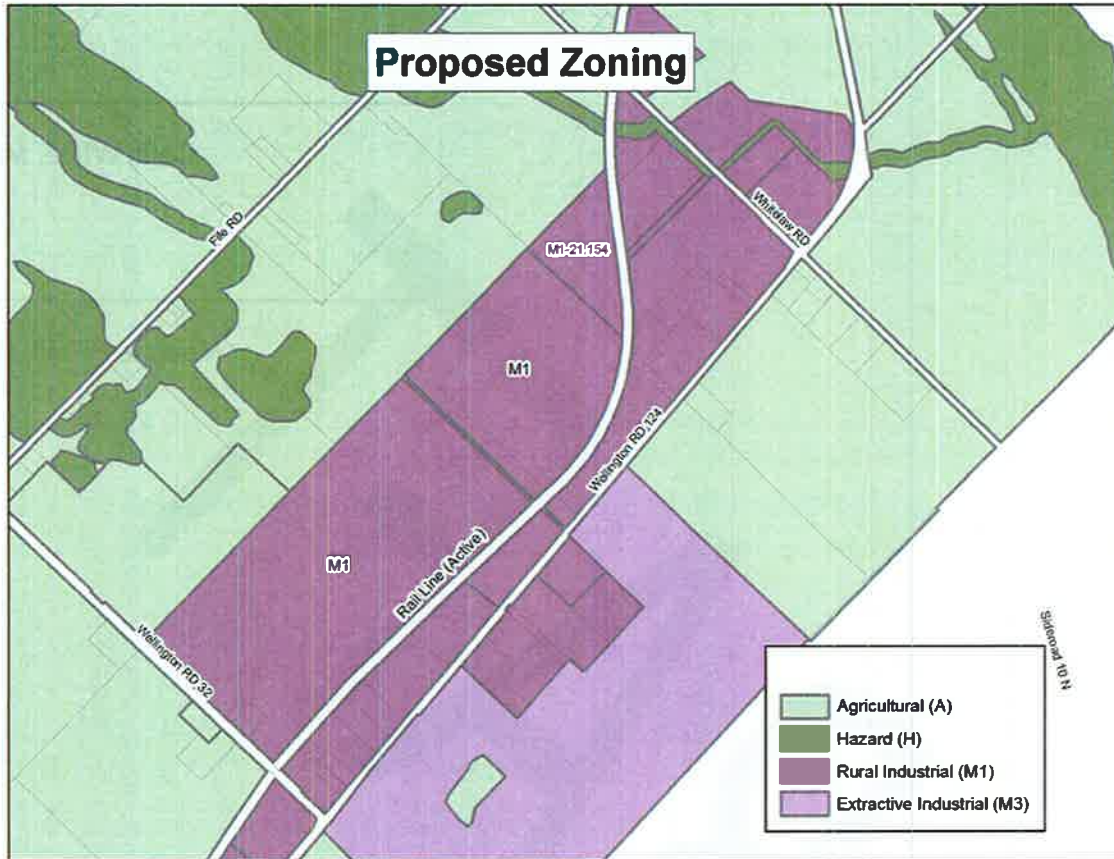 Proposed Zoning
Fife RD
Whitelaw RD
M1-21.154
M1
Wellington RD 124
Rail Line (Active)
M1
Wellington RD 32
Sideroad 10 N
Agricultural (A)
Hazard (H)
Rural Industrial (M1)
Extractive Industrial (M3)